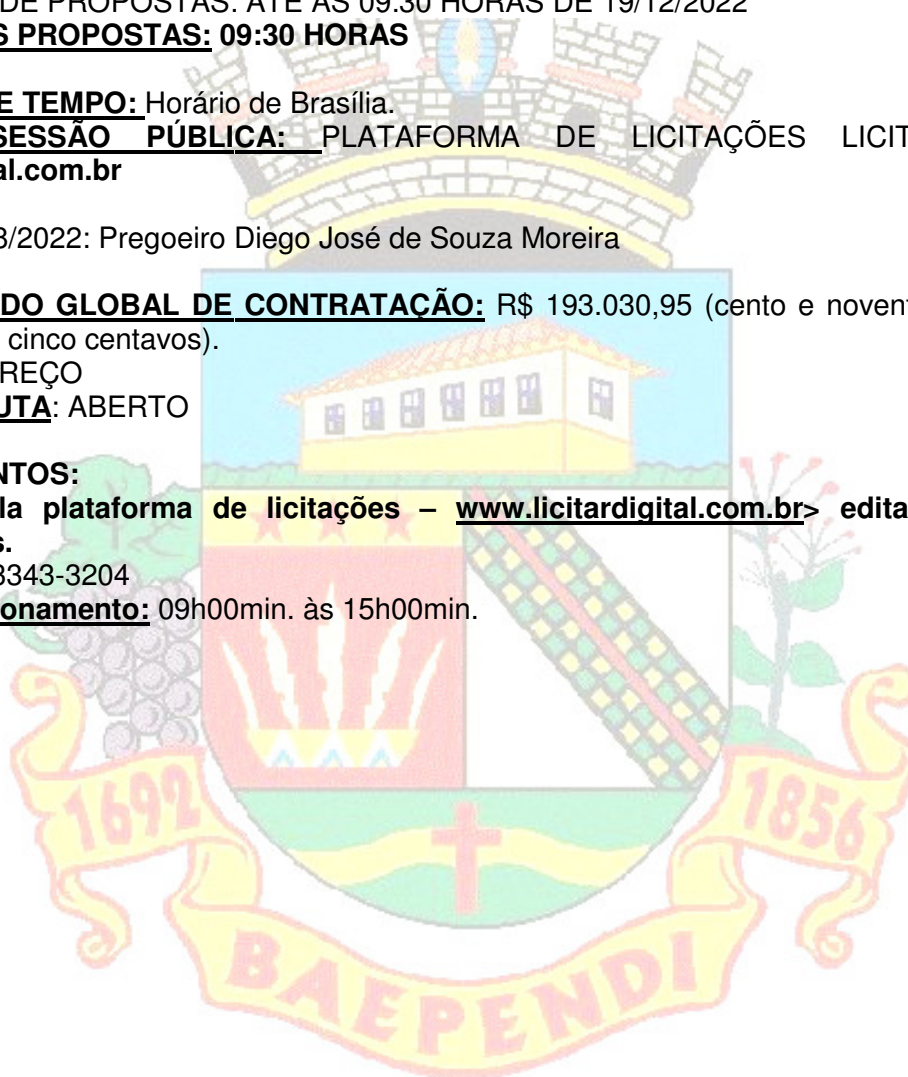 DE PROPOSTAS: ATÉ ÀS 09:30 HORAS DE 19/12/2022
S PROPOSTAS: 09:30 HORAS
E TEMPO: Horário de Brasília.
SESSÃO PÚBLICA: PLATAFORMA DE LICITAÇÕES LICIT
al.com.br
3/2022: Pregoeiro Diego José de Souza Moreira
DO GLOBAL DE CONTRATAÇÃO: R$ 193.030,95 (cento e novent
cinco centavos).
REÇO
UTA: ABERTO
NTOS:
la plataforma de licitações – www.licitardigital.com.br> edita
s.
3343-3204
onamento: 09h00min. às 15h00min.
1692
1856
BAEPENDI